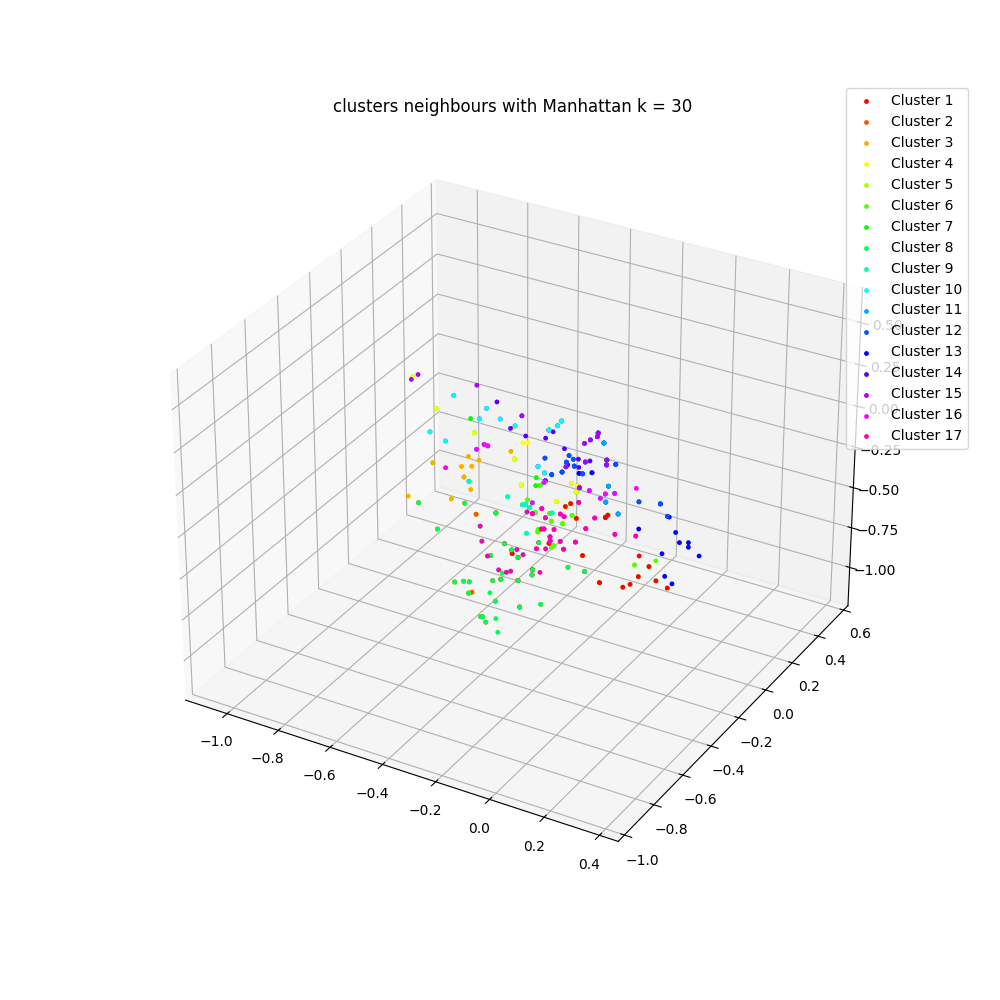 clusters neighbours with Manhattan k = 30
Cluster 1
Cluster 2
Cluster 3
Cluster 4
Cluster 5
Cluster 6
Cluster 7
Cluster 8
Cluster 9
Cluster 10
Cluster 11
Cluster 12
Cluster 13
Cluster 14
Cluster 15
Cluster 16
Cluster 17
0.50
0.25
0.00
−0.25
−0.50
−0.75
−1.00
0.6
0.4
0.2
0.0
−0.2
−0.4
−0.6
−0.8
−1.0
−1.0
−0.8
−0.6
−0.4
−0.2
0.0
0.2
0.4